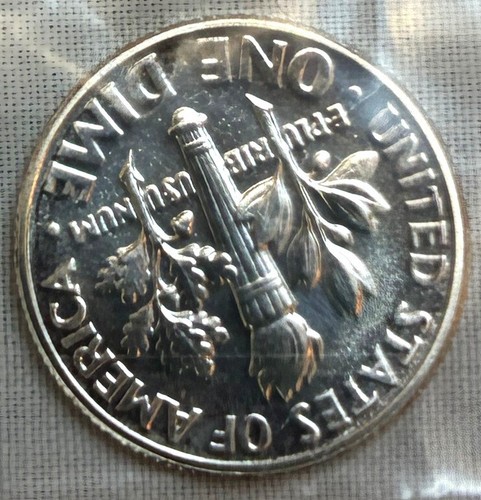 UNITED STATES OF AMERICA
E PLURIBUS UNUM
· ONE DIME ·